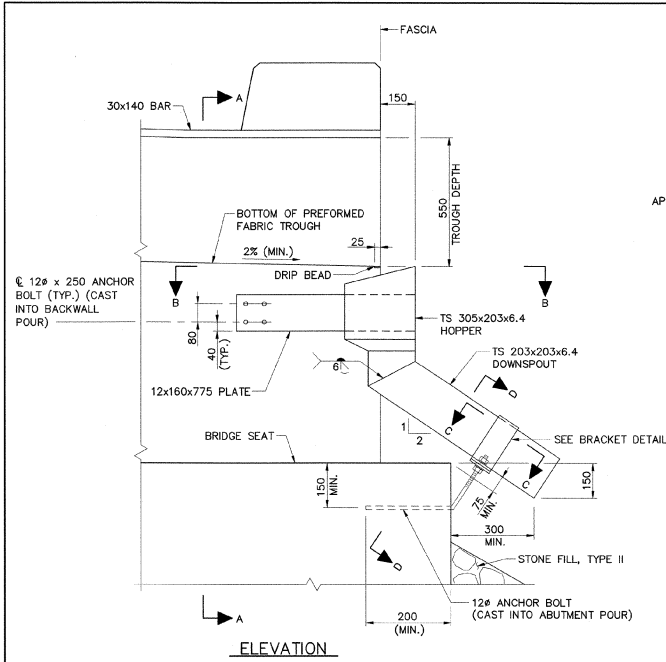 FASCIA
A
150
30x140 BAR
550
TROUGH DEPTH
AP
BOTTOM OF PREFORMED
FABRIC TROUGH
2% (MIN.)
25
DRIP BEAD
℄ 12ø x 250 ANCHOR
BOLT (TYP.) (CAST
INTO BACKWALL
POUR)
B
B
80
40
(TYP.)
TS 305x203x6.4
HOPPER
TS 203x203x6.4
DOWNSPOUT
6
12x160x775 PLATE
D
C
1
2
SEE BRACKET DETAIL
BRIDGE SEAT
C
150
MIN.
75
MIN.
150
300
MIN.
D
STONE FILL, TYPE II
12ø ANCHOR BOLT
(CAST INTO ABUTMENT POUR)
200
(MIN.)
A
ELEVATION